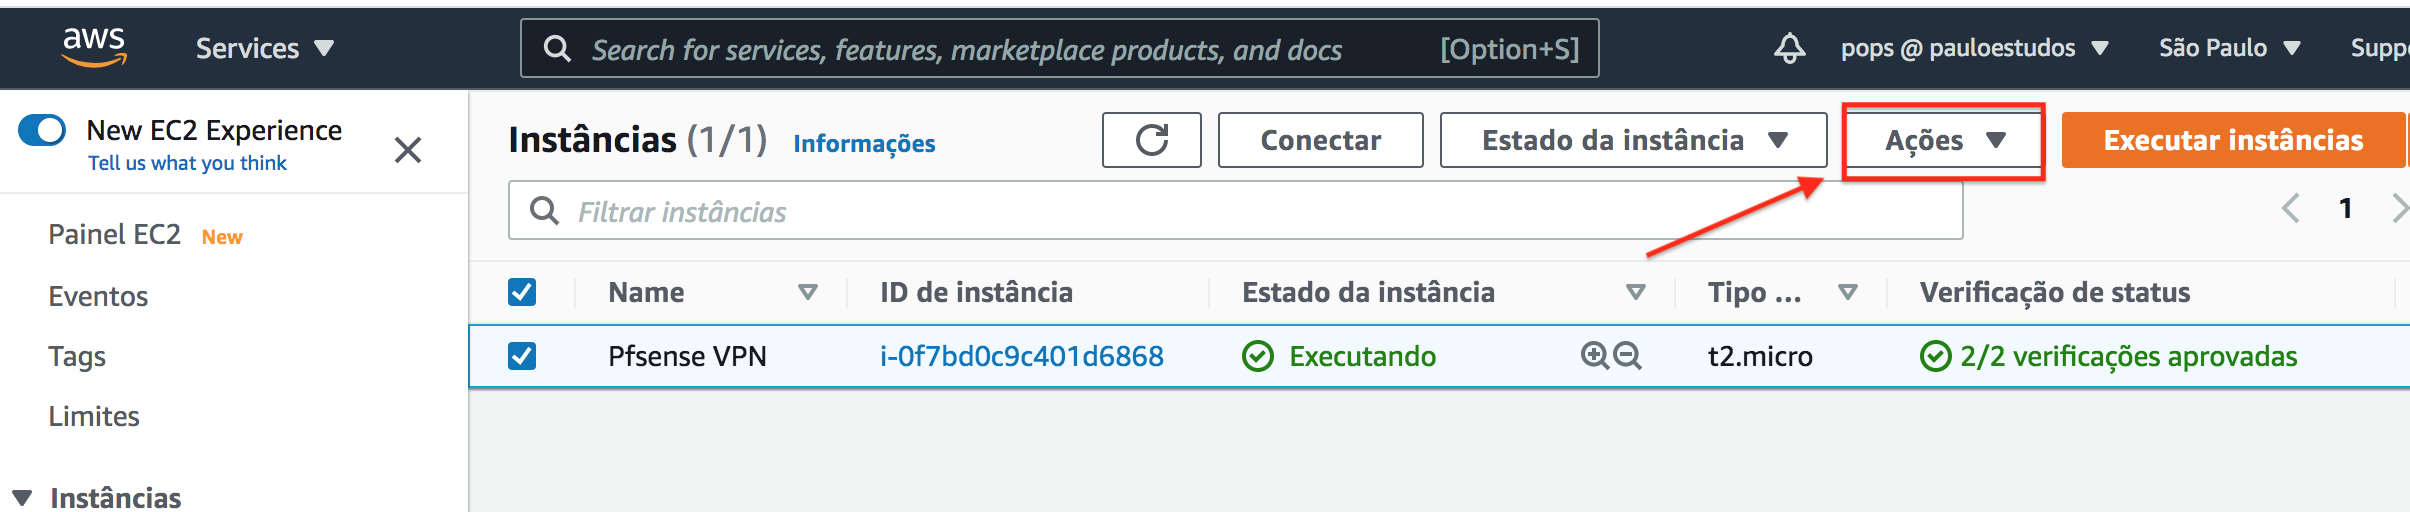 aws Services Search for services, features, marketplace products, and docs [Option+S] pops @ pauloestudos São Paulo Supp
New EC2 Experience
Tell us what you think
Painel EC2 New
Eventos
Tags
Limites
Instâncias
Instâncias (1/1) Informações Conectar Estado da instância Ações Executar instâncias
Filtrar instâncias 1
Name ID de instância Estado da instância Tipo ... Verificação de status
Pfsense VPN i-0f7bd0c9c401d6868 Executando t2.micro 2/2 verificações aprovadas